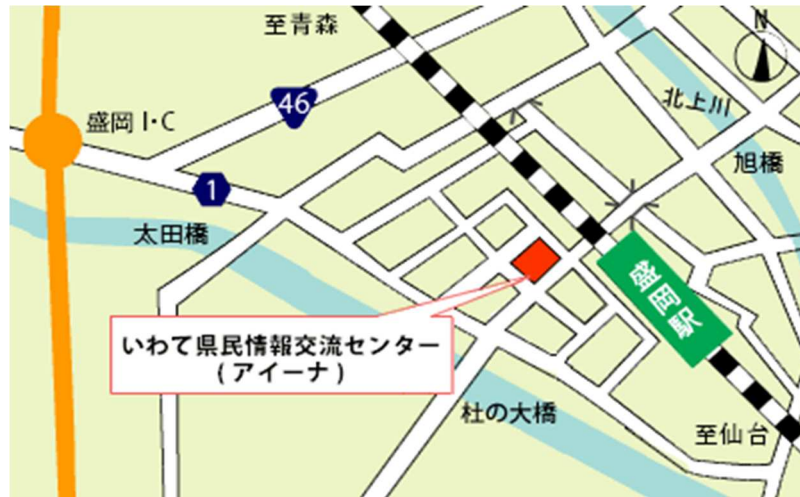 至青森
N
46
盛岡 I・C
北上川
旭橋
1
太田橋
盛岡駅
いわて県民情報交流センター
(アイーナ)
杜の大橋
至仙台